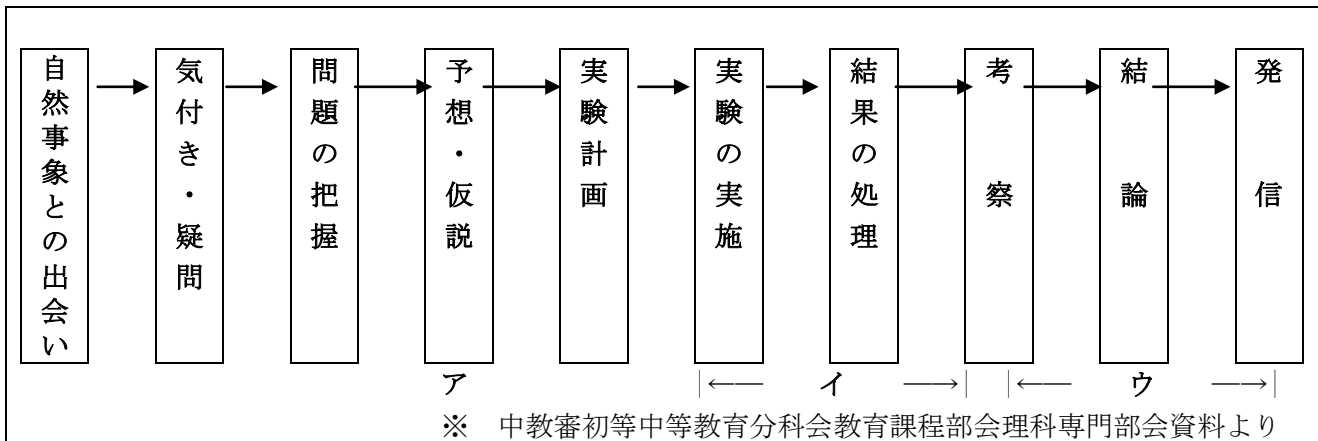 自然事象との出会い
気付き・疑問
問題の把握
予想・仮説
実験計画
実験の実施
結果の処理
考察
結論
発信
ア
|←― イ ―→|
|←― ウ ―→|
※ 中教審初等中等教育分科会教育課程部会理科専門部会資料より